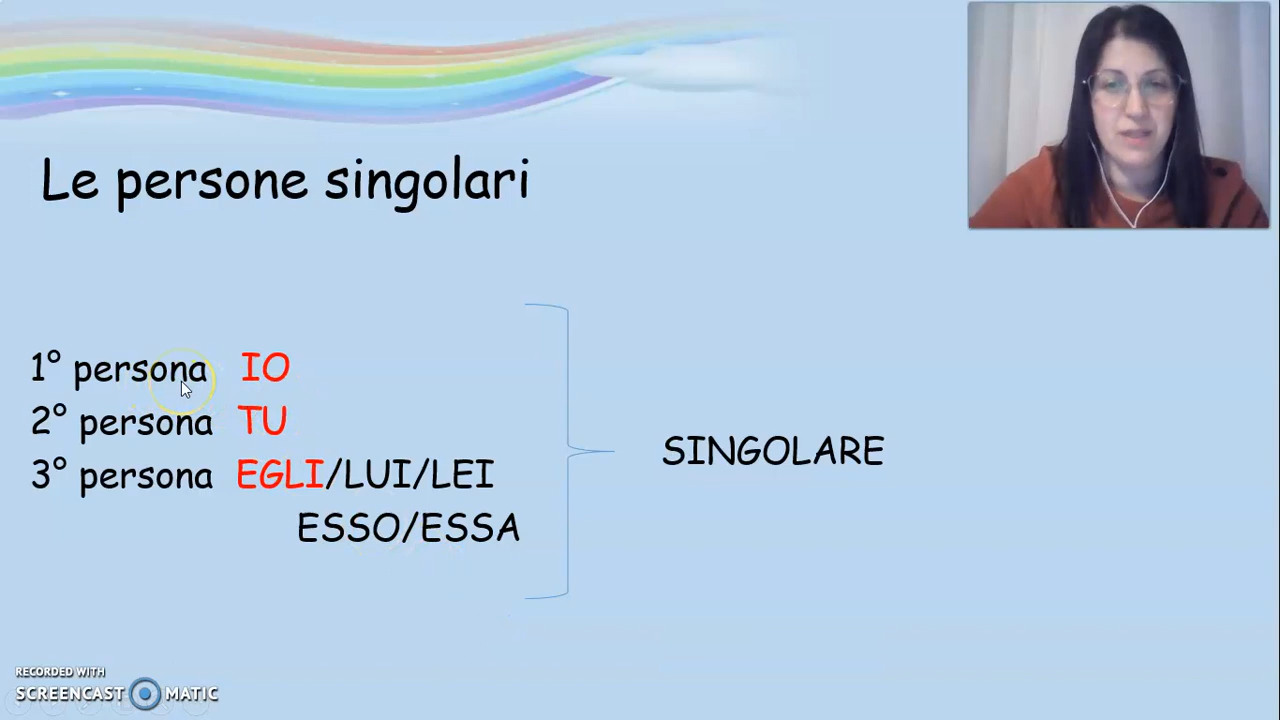 Le persone singolari
1° persona IO
2° persona TU
3° persona EGLI/LUI/LEI
ESSO/ESSA
SINGOLARE
RECORDED WITH
SCREENCAST MATIC